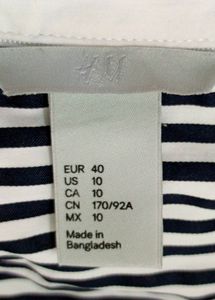 H&M
EUR 40
US 10
CA 10
CN 170/92A
MX 10
Made in
Bangladesh